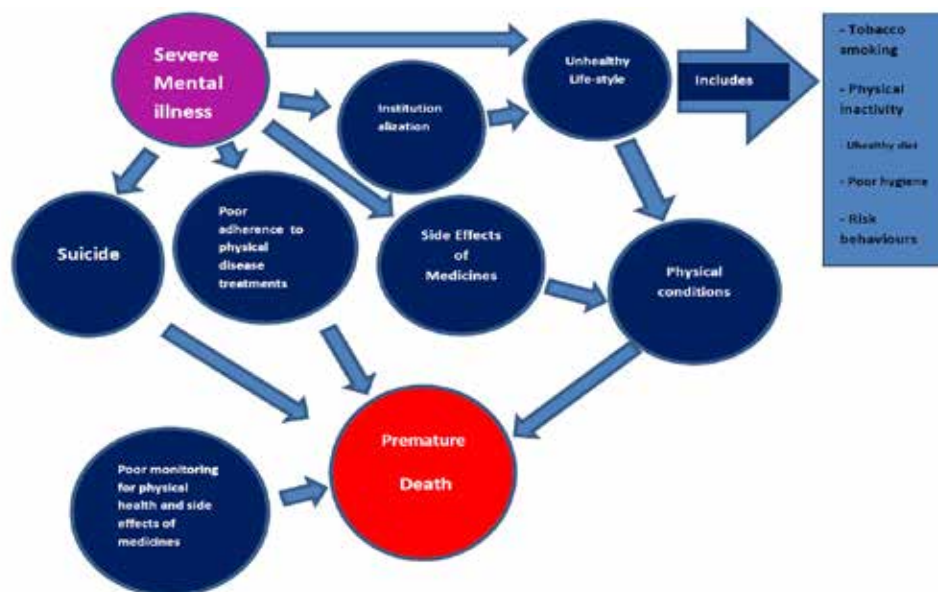 Severe
Mental
illness
Unhealthy
Life-style
Includes
- Tobacco
smoking
- Physical
inactivity
- Uhealthy diet
- Poor hygiene
- Risk
behaviours
Institution
alization
Suicide
Poor
adherence to
physical
disease
treatments
Side Effects
of
Medicines
Physical
conditions
Premature
Death
Poor monitoring
for physical
health and side
effects of
medicines